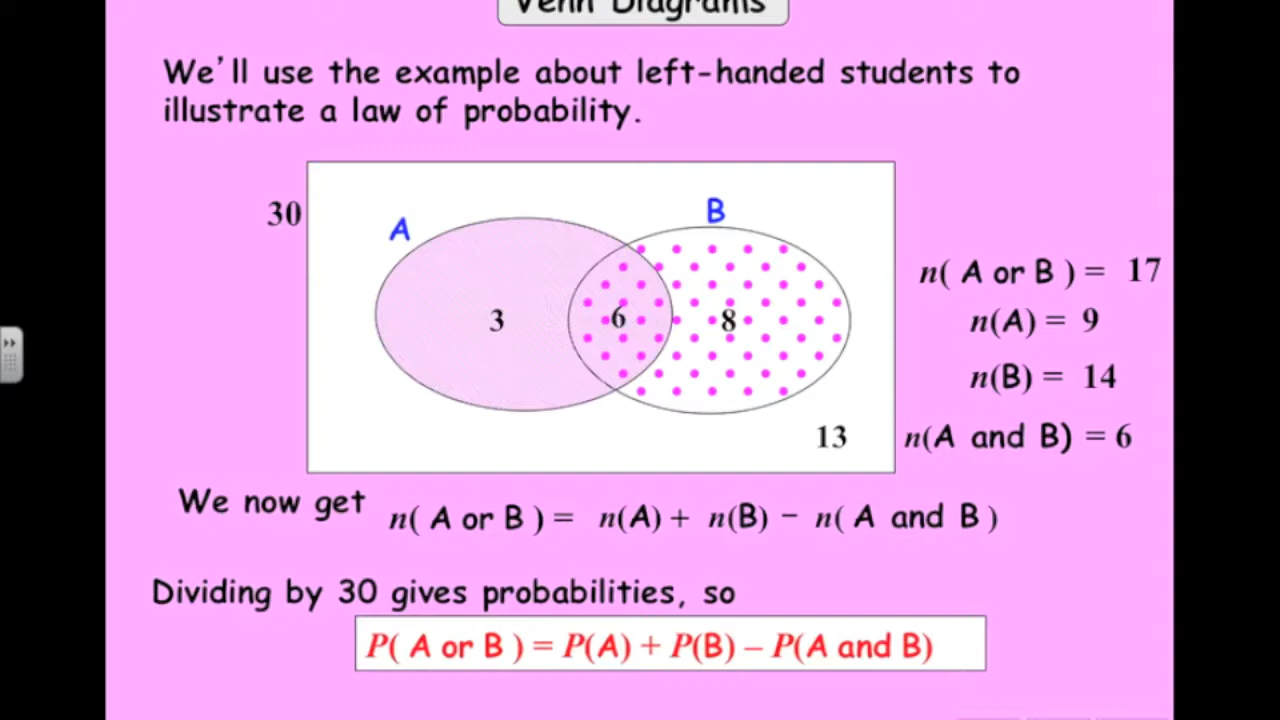 Venn Diagrams
We'll use the example about left-handed students to
illustrate a law of probability.
30
A
B
3
6
8
13
n( A or B ) = 17
n(A) = 9
n(B) = 14
n(A and B) = 6
We now get n( A or B ) = n(A) + n(B) − n( A and B )
Dividing by 30 gives probabilities, so
P( A or B ) = P(A) + P(B) – P(A and B)